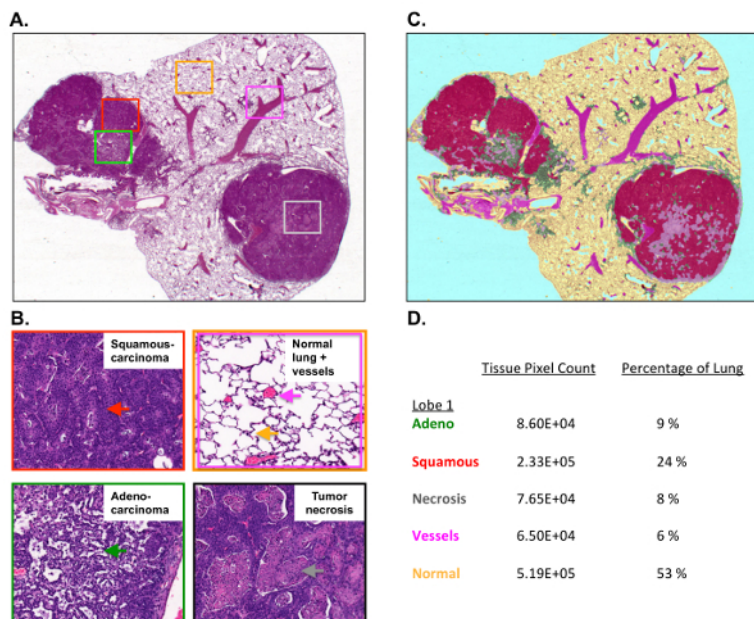 A.
C.
B.
Squamous-
carcinoma
Normal
lung +
vessels
Adeno-
carcinoma
Tumor
necrosis
D.
Tissue Pixel Count Percentage of Lung
Lobe 1
Adeno 8.60E+04 9 %
Squamous 2.33E+05 24 %
Necrosis 7.65E+04 8 %
Vessels 6.50E+04 6 %
Normal 5.19E+05 53 %